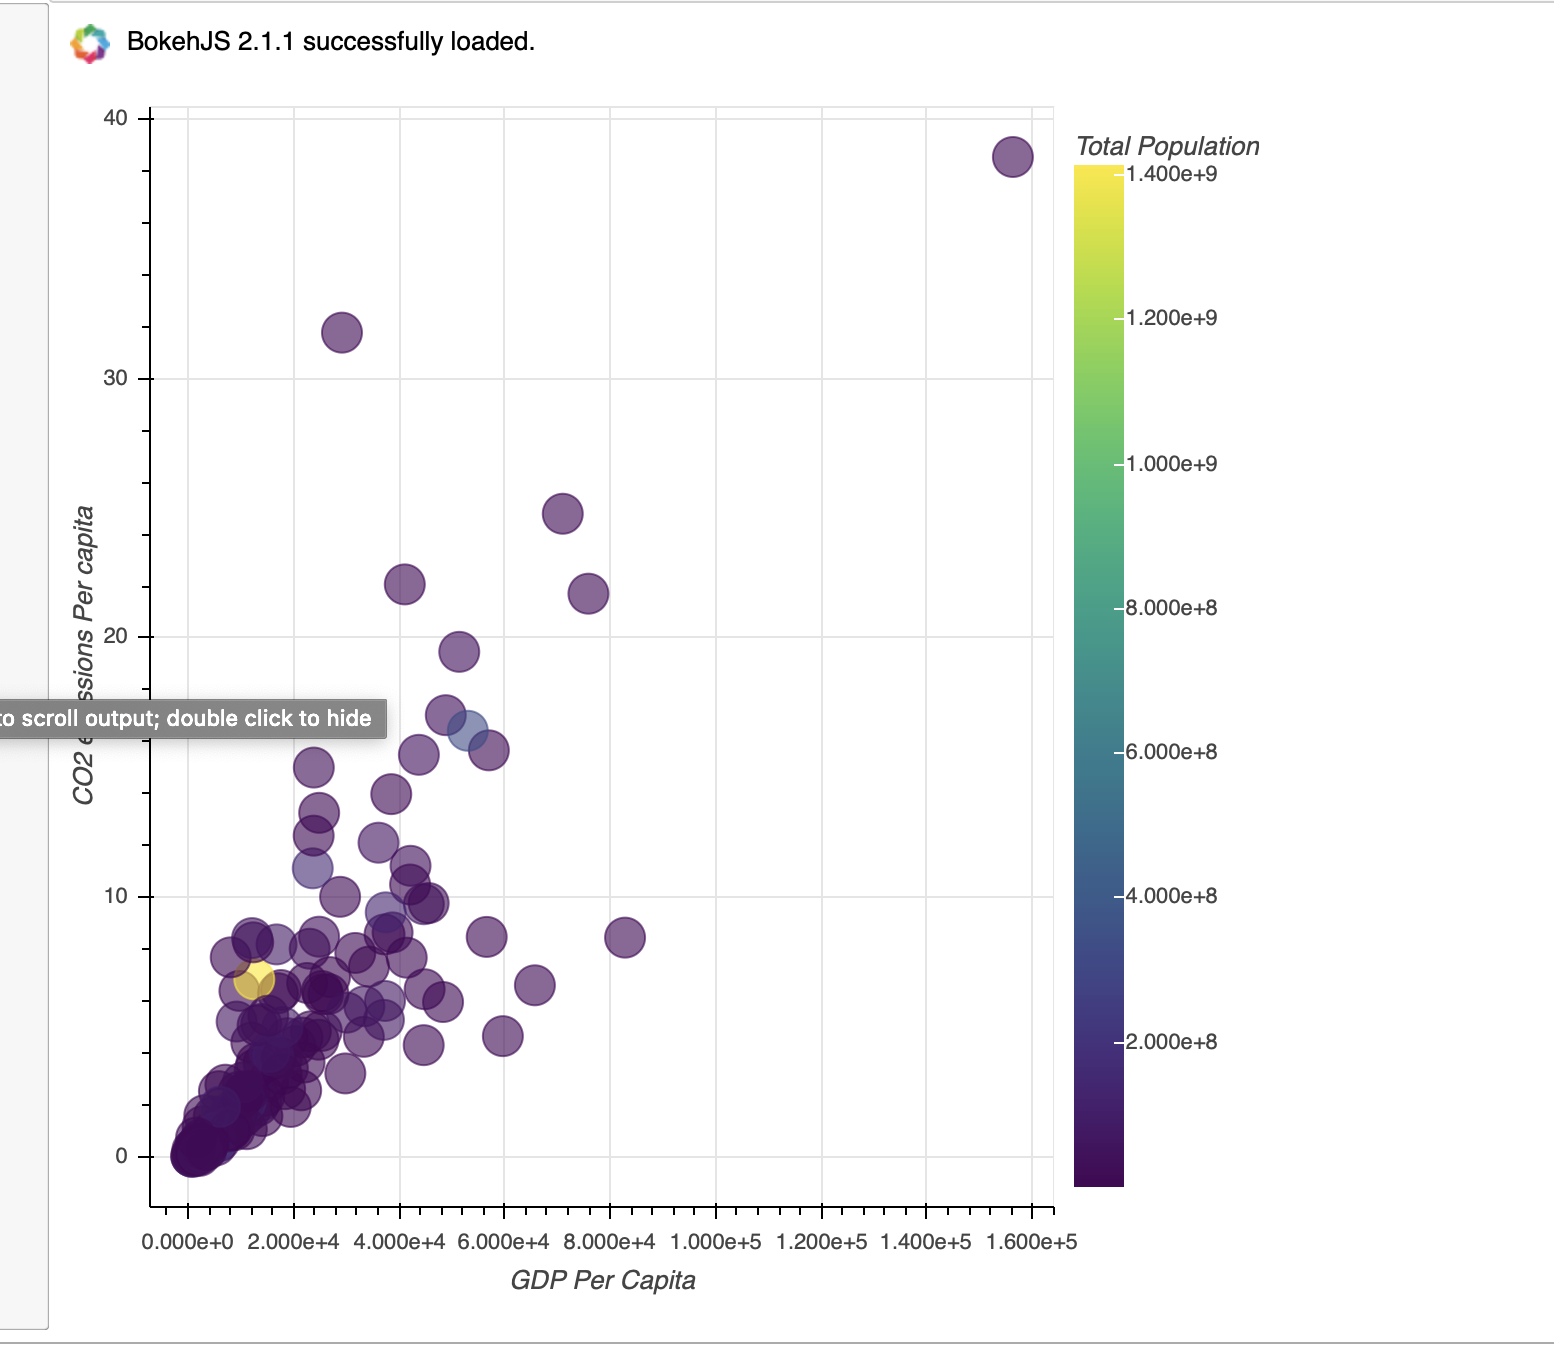 BokehJS 2.1.1 successfully loaded.
40
30
20
10
0
CO2 e ssions Per capita
to scroll output; double click to hide
0.000e+0 2.000e+4 4.000e+4 6.000e+4 8.000e+4 1.000e+5 1.200e+5 1.400e+5 1.600e+5
GDP Per Capita
Total Population
1.400e+9
1.200e+9
1.000e+9
8.000e+8
6.000e+8
4.000e+8
2.000e+8